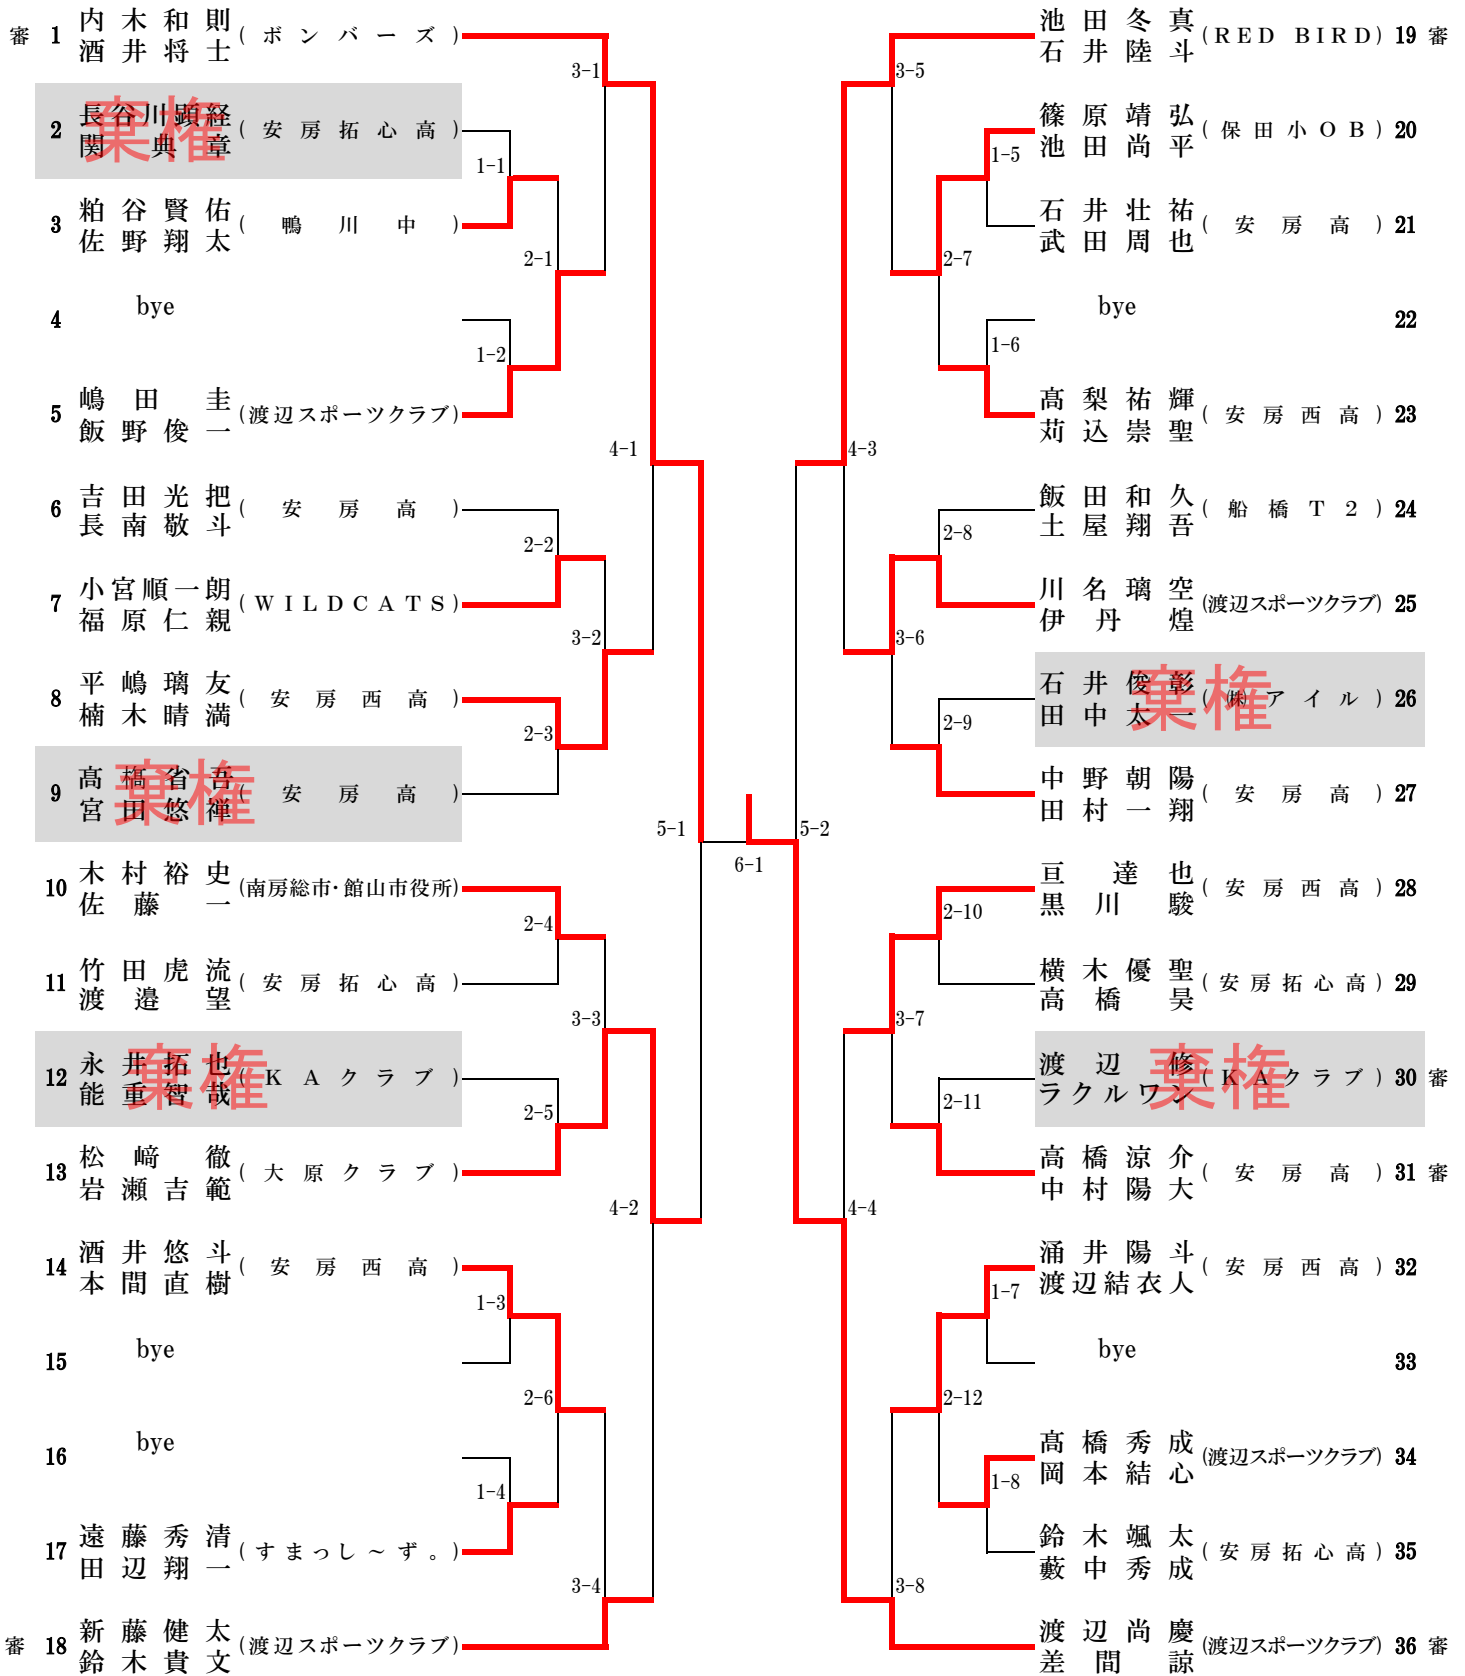 審 1 内木和則 (ボンバーズ)
酒井将士
3-1
2 長谷川顕経 (安房拓心高)
関典章
棄権
1-1
3 粕谷賢佑 (鴨川中)
佐野翔太
2-1
4 bye
1-2
5 嶋田圭 (渡辺スポーツクラブ)
飯野俊一
4-1
6 吉田光把 (安房高)
長南敬斗
2-2
7 小宮順一朗 (WILDCATS)
福原仁親
3-2
8 平嶋璃友 (安房西高)
楠木晴満
2-3
9 髙橋省吾 (安房高)
宮田悠禅
棄権
5-1
6-1
10 木村裕史 (南房総市・館山市役所)
佐藤一
2-4
11 竹田虎流 (安房拓心高)
渡邉望
3-3
12 永井拓也 (KAクラブ)
能重智哉
棄権
2-5
13 松﨑徹 (大原クラブ)
岩瀬吉範
4-2
14 酒井悠斗 (安房西高)
本間直樹
1-3
15 bye
2-6
16 bye
1-4
17 遠藤秀清 (すまっし～ず。)
田辺翔一
3-4
審 18 新藤健太 (渡辺スポーツクラブ)
鈴木貴文
池田冬真 (RED BIRD) 19 審
石井陸斗
3-5
篠原靖弘 (保田小OB) 20
池田尚平
1-5
石井壮祐 (安房高) 21
武田周也
2-7
bye 22
1-6
髙梨祐輝 (安房西高) 23
苅込崇聖
4-3
飯田和久 (船橋T2) 24
土屋翔吾
2-8
川名璃空 (渡辺スポーツクラブ) 25
伊丹煌
3-6
石井俊彰 (㈱アイル) 26
田中太一
棄権
2-9
中野朝陽 (安房高) 27
田村一翔
5-2
亘達也 (安房西高) 28
黒川駿
2-10
横木優聖 (安房拓心高) 29
高橋昊
3-7
渡辺修 (KAクラブ) 30 審
ラクルワン
棄権
2-11
高橋涼介 (安房高) 31 審
中村陽大
4-4
涌井陽斗 (安房西高) 32
渡辺結衣人
1-7
bye 33
2-12
髙橋秀成 (渡辺スポーツクラブ) 34
岡本結心
1-8
鈴木颯太 (安房拓心高) 35
藪中秀成
3-8
渡辺尚慶 (渡辺スポーツクラブ) 36 審
差間諒